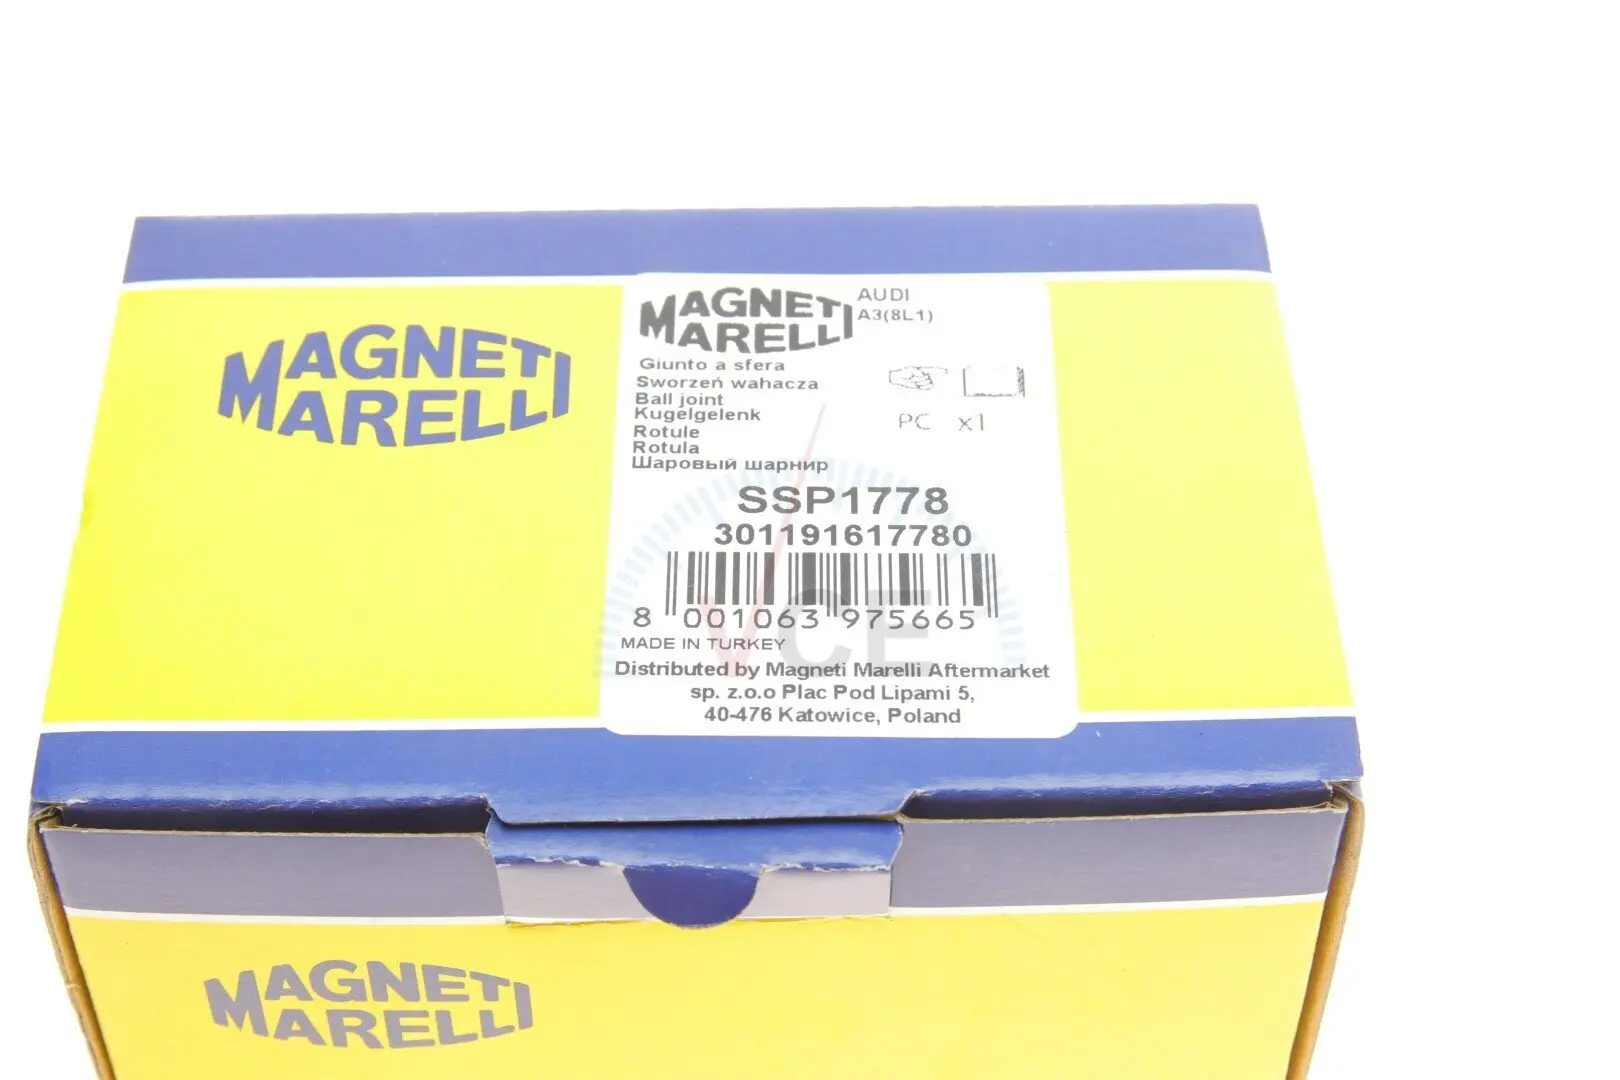 MAGNETI
MARELLI
MAGNETI
MARELLI
AUDI
A3(8L1)
Giunto a sfera
Sworzeń wahacza
Ball joint
Kugelgelenk
Rotule
Rotula
Шаровый шарнир
PC x1
SSP1778
301191617780
8 001063 975665
MADE IN TURKEY
VCE
Distributed by Magneti Marelli Aftermarket
sp. z.o.o Plac Pod Lipami 5,
40-476 Katowice, Poland
MAGNETI
MARELLI